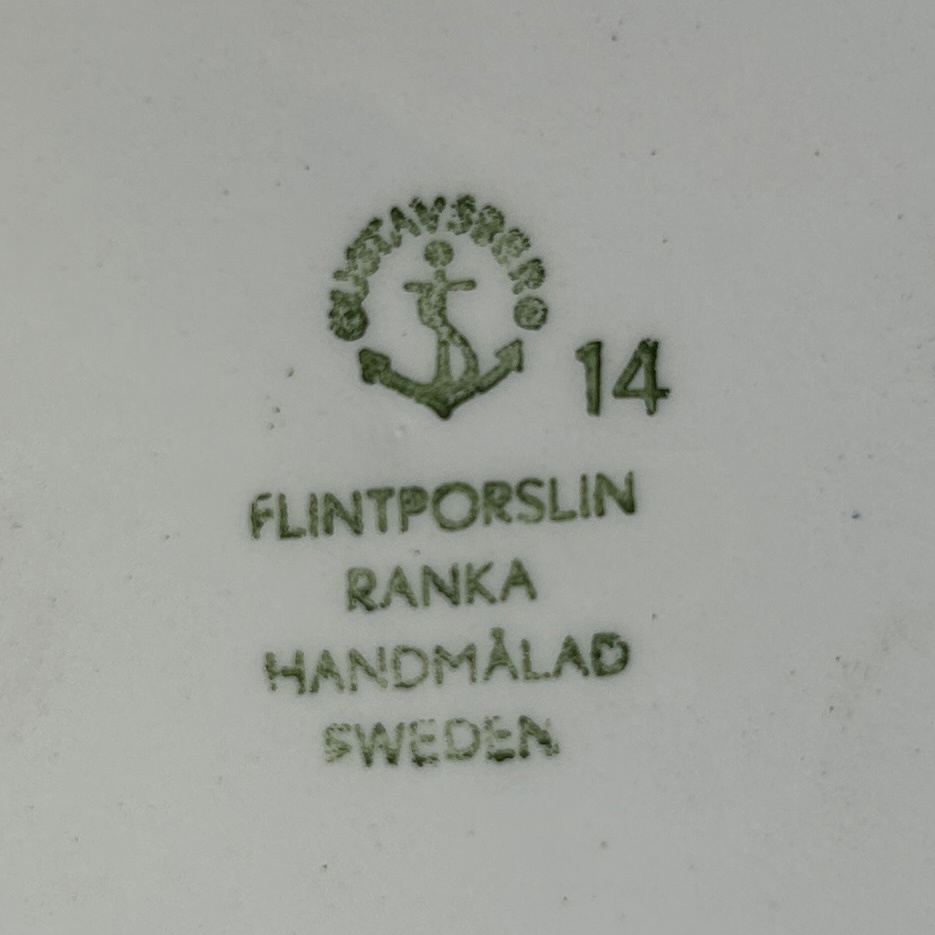 GUSTAVSBERG
14
FLINTPORSLIN
RANKA
HANDMÅLAD
SWEDEN